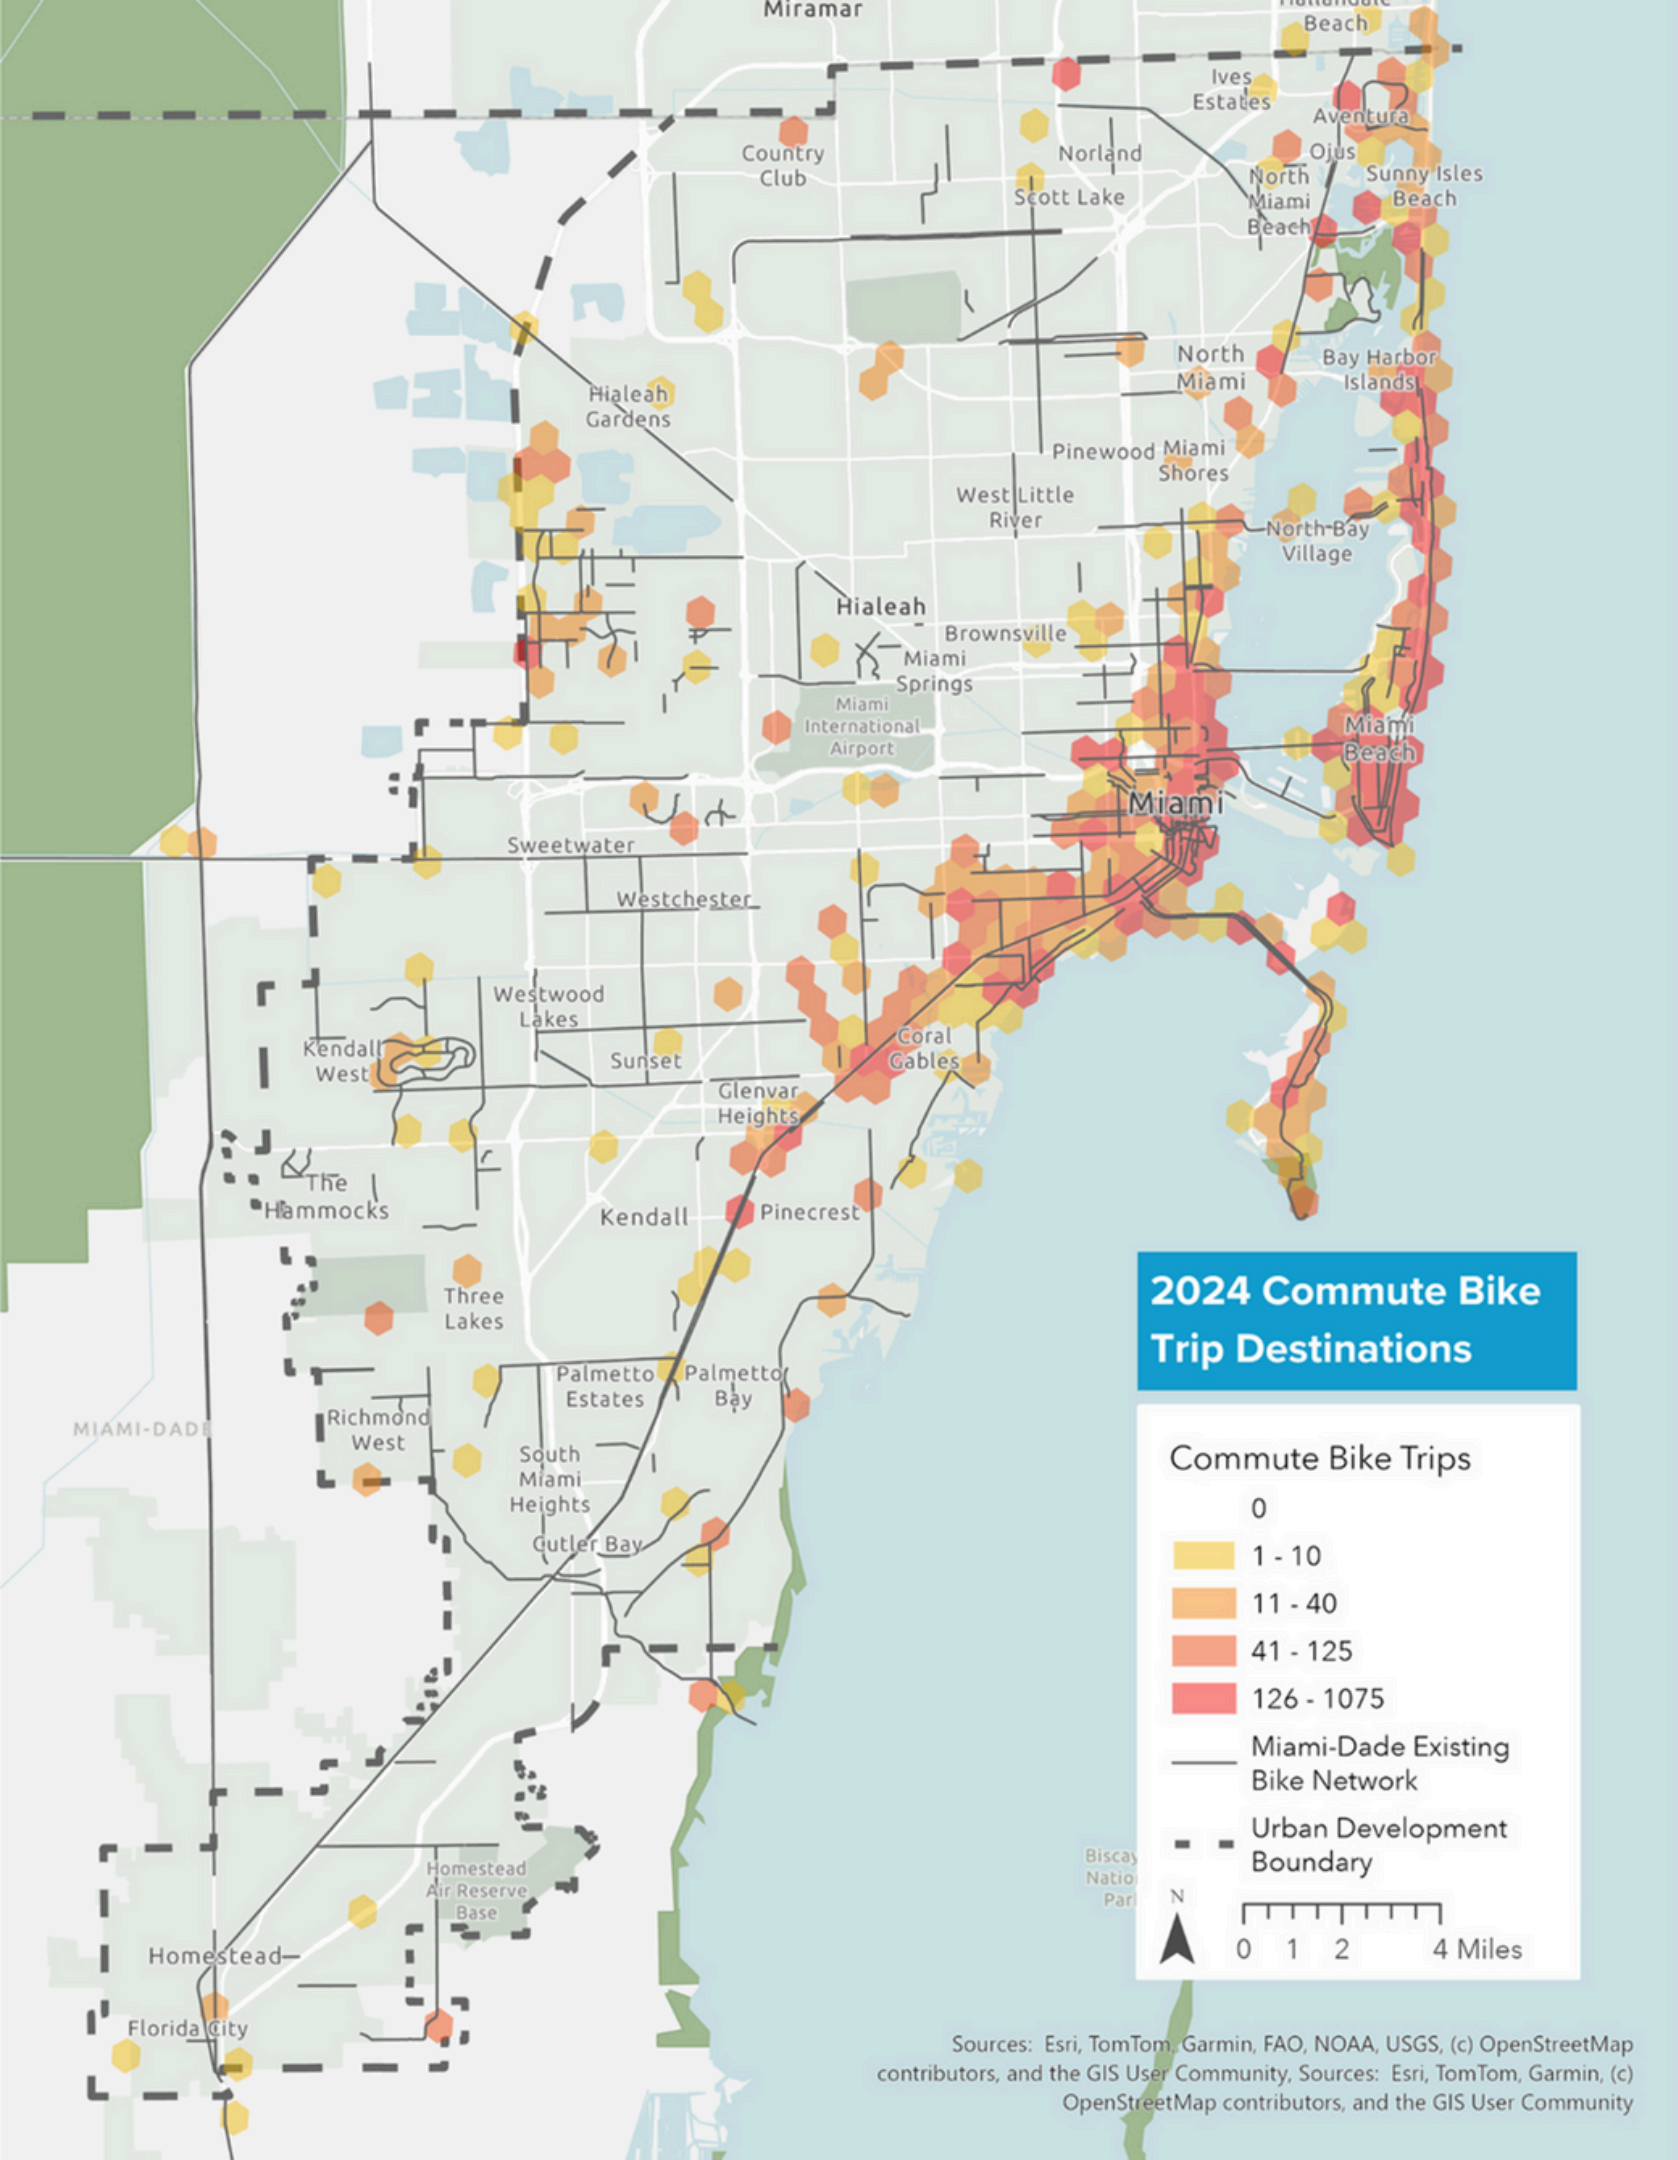 Miramar
Hallandale
Beach
Ives
Estates
Aventura
Country
Club
Norland
Ojus
North
Miami
Beach
Sunny Isles
Beach
Scott Lake
Hialeah
Gardens
North
Miami
Bay Harbor
Islands
Pinewood
Miami
Shores
West Little
River
North Bay
Village
Hialeah
Brownsville
Miami
Springs
Miami
International
Airport
Miami
Beach
Miami
Sweetwater
Westchester
Westwood
Lakes
Kendall
West
Sunset
Coral
Gables
Glenvar
Heights
The
Hammocks
Kendall
Pinecrest
Three
Lakes
Palmetto
Estates
Palmetto
Bay
Richmond
West
MIAMI-DADE
South
Miami
Heights
Cutler Bay
Homestead
Air Reserve
Base
Homestead
Florida City
2024 Commute Bike
Trip Destinations
Commute Bike Trips
0
1 - 10
11 - 40
41 - 125
126 - 1075
Miami-Dade Existing
Bike Network
Urban Development
Boundary
Biscay
Natio
Parl
N
0 1 2 4 Miles
Sources: Esri, TomTom, Garmin, FAO, NOAA, USGS, (c) OpenStreetMap
contributors, and the GIS User Community, Sources: Esri, TomTom, Garmin, (c)
OpenStreetMap contributors, and the GIS User Community